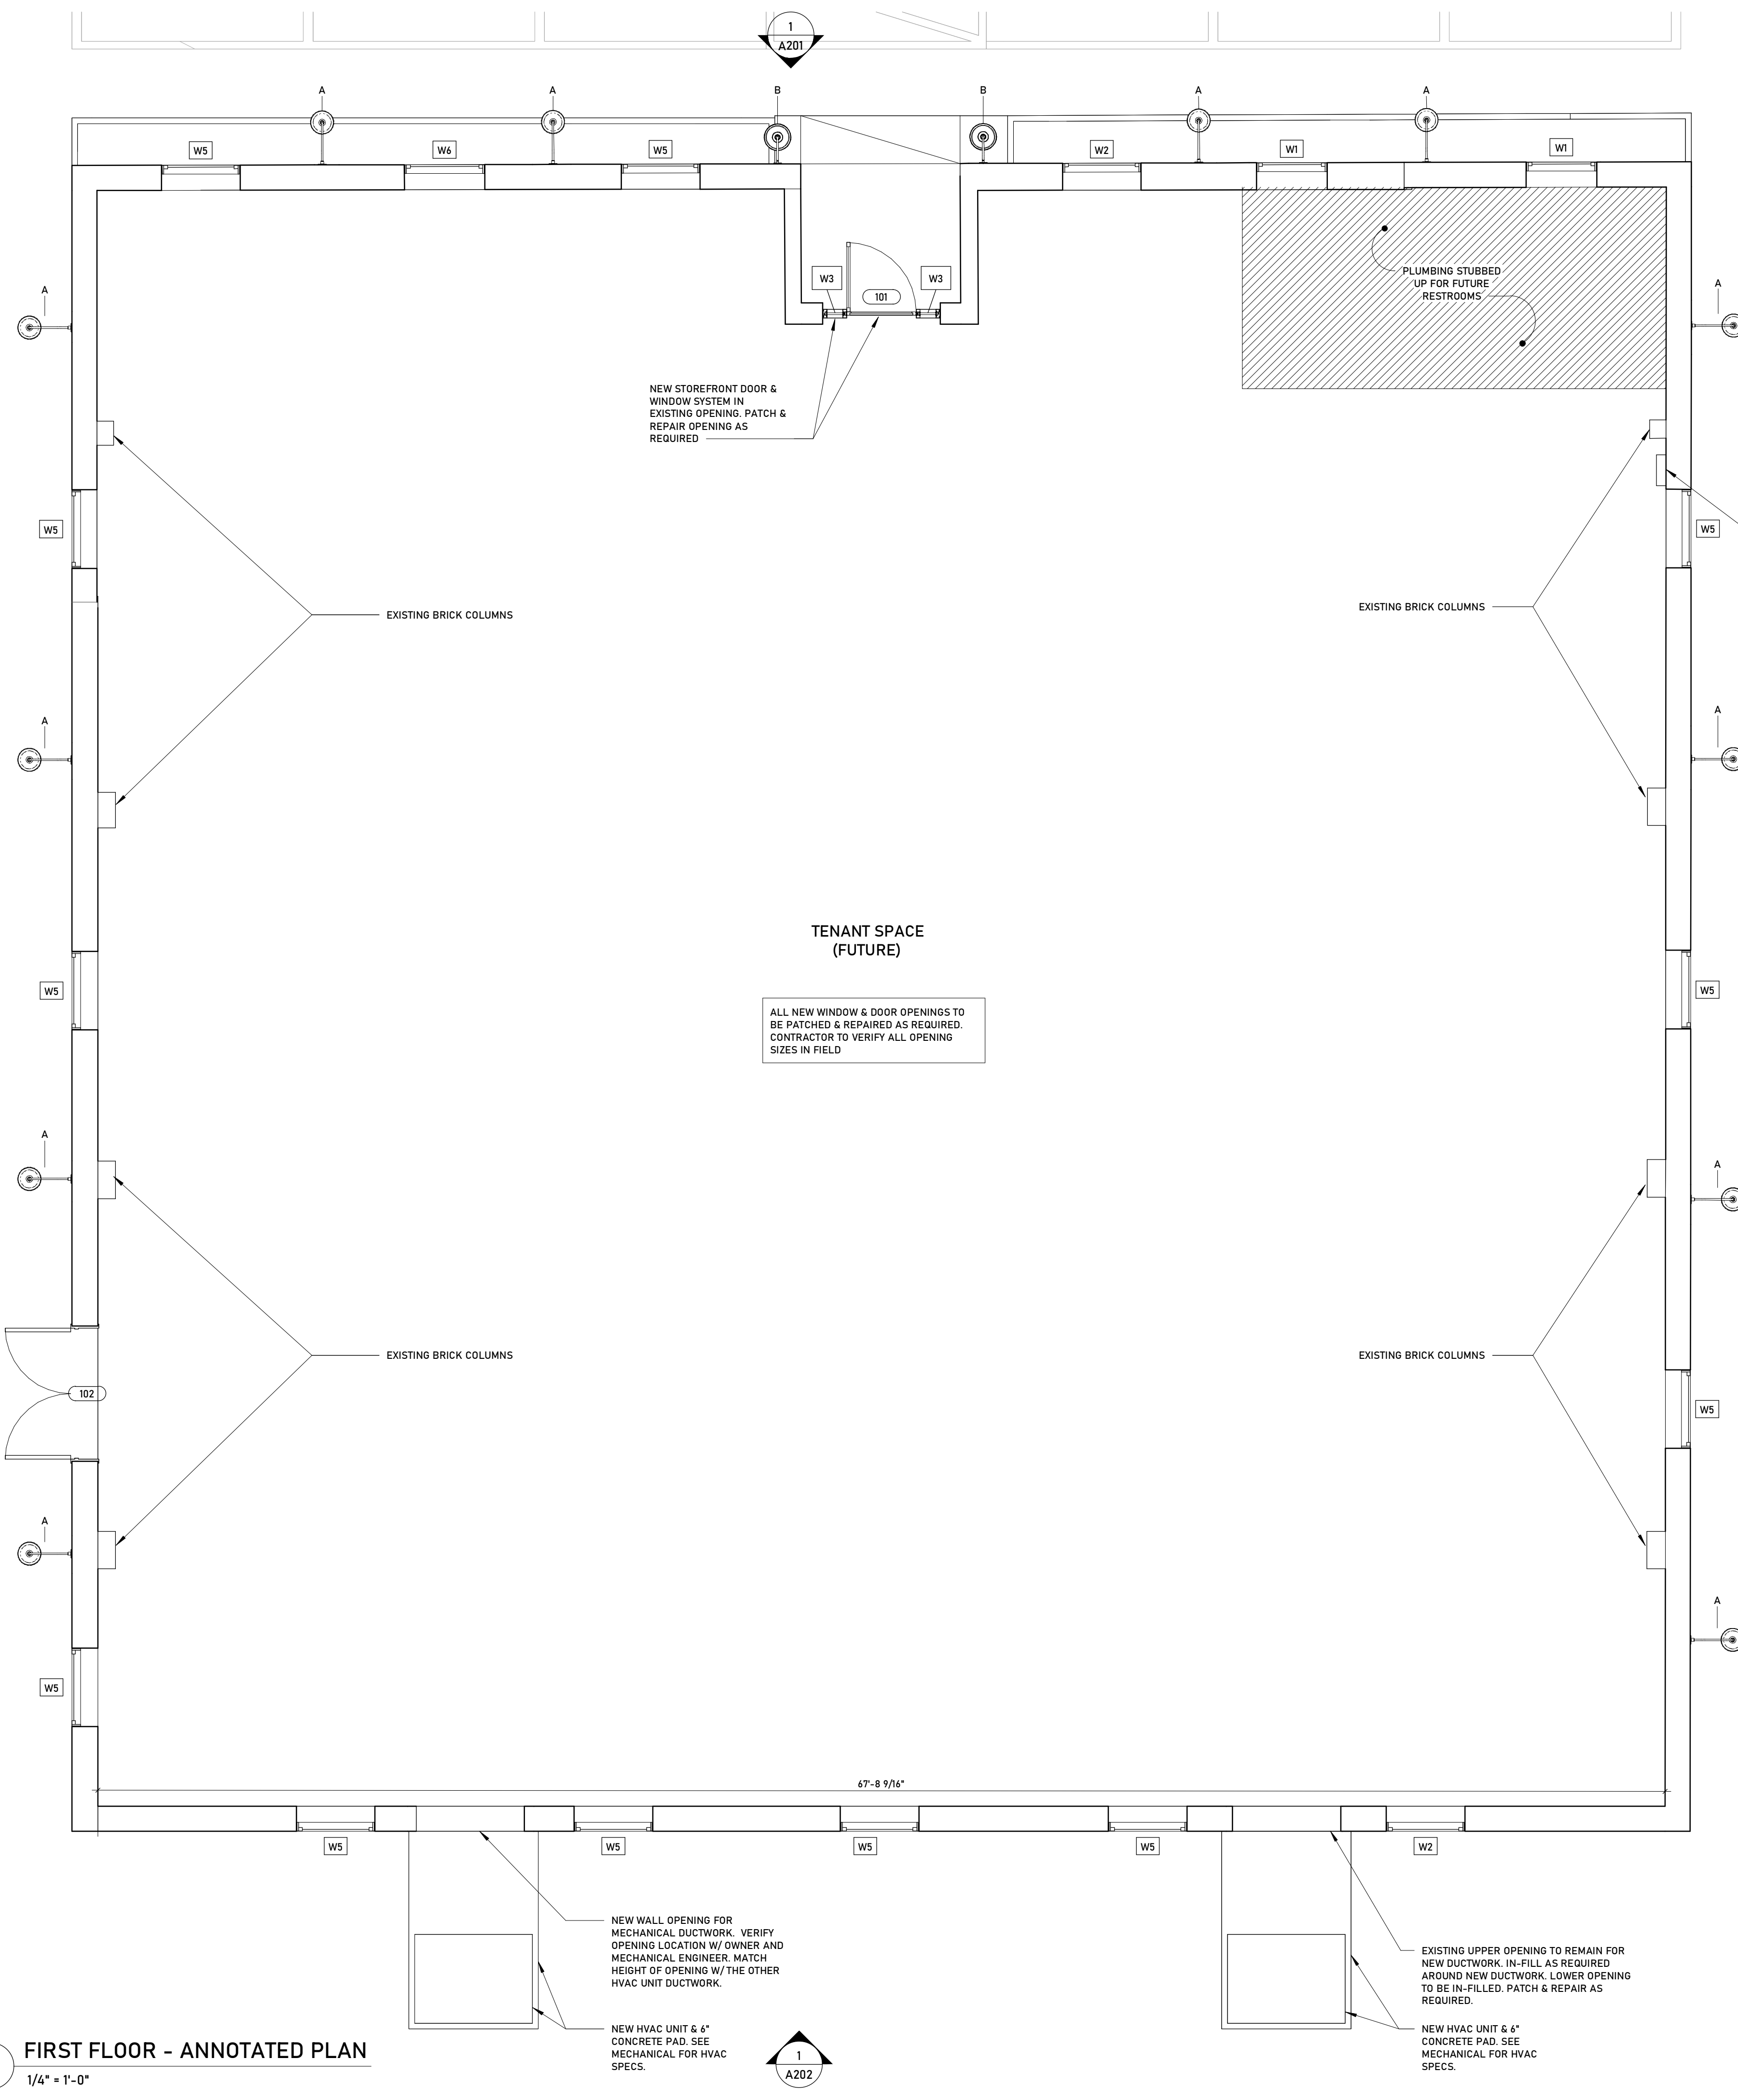 1
A201
A
A
B
B
A
A
W5
W6
W5
W2
W1
W1
W3
101
W3
PLUMBING STUBBED
UP FOR FUTURE
RESTROOMS
A
A
NEW STOREFRONT DOOR &
WINDOW SYSTEM IN
EXISTING OPENING. PATCH &
REPAIR OPENING AS
REQUIRED
W5
W5
EXISTING BRICK COLUMNS
EXISTING BRICK COLUMNS
A
A
TENANT SPACE
(FUTURE)
W5
W5
ALL NEW WINDOW & DOOR OPENINGS TO
BE PATCHED & REPAIRED AS REQUIRED.
CONTRACTOR TO VERIFY ALL OPENING
SIZES IN FIELD
A
A
EXISTING BRICK COLUMNS
EXISTING BRICK COLUMNS
102
W5
A
A
W5
67'-8 9/16"
W5
W5
W5
W5
W2
NEW WALL OPENING FOR
MECHANICAL DUCTWORK. VERIFY
OPENING LOCATION W/ OWNER AND
MECHANICAL ENGINEER. MATCH
HEIGHT OF OPENING W/ THE OTHER
HVAC UNIT DUCTWORK.
EXISTING UPPER OPENING TO REMAIN FOR
NEW DUCTWORK. IN-FILL AS REQUIRED
AROUND NEW DUCTWORK. LOWER OPENING
TO BE IN-FILLED. PATCH & REPAIR AS
REQUIRED.
NEW HVAC UNIT & 6"
CONCRETE PAD. SEE
MECHANICAL FOR HVAC
SPECS.
NEW HVAC UNIT & 6"
CONCRETE PAD. SEE
MECHANICAL FOR HVAC
SPECS.
1
A202
FIRST FLOOR - ANNOTATED PLAN
1/4" = 1'-0"